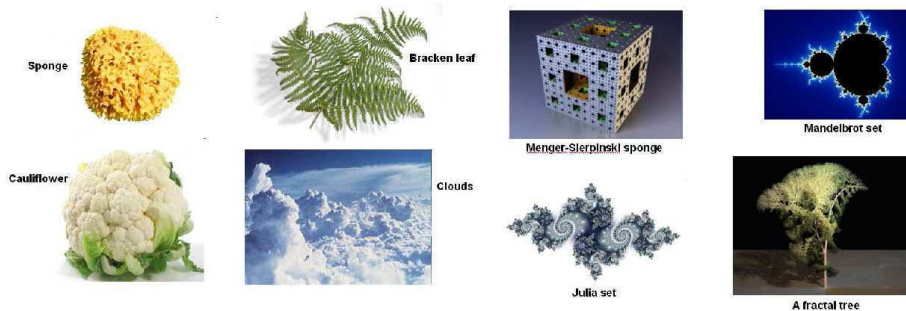 Sponge
Bracken leaf
Menger-Sierpinski sponge
Mandelbrot set
Cauliflower
Clouds
Julia set
A fractal tree